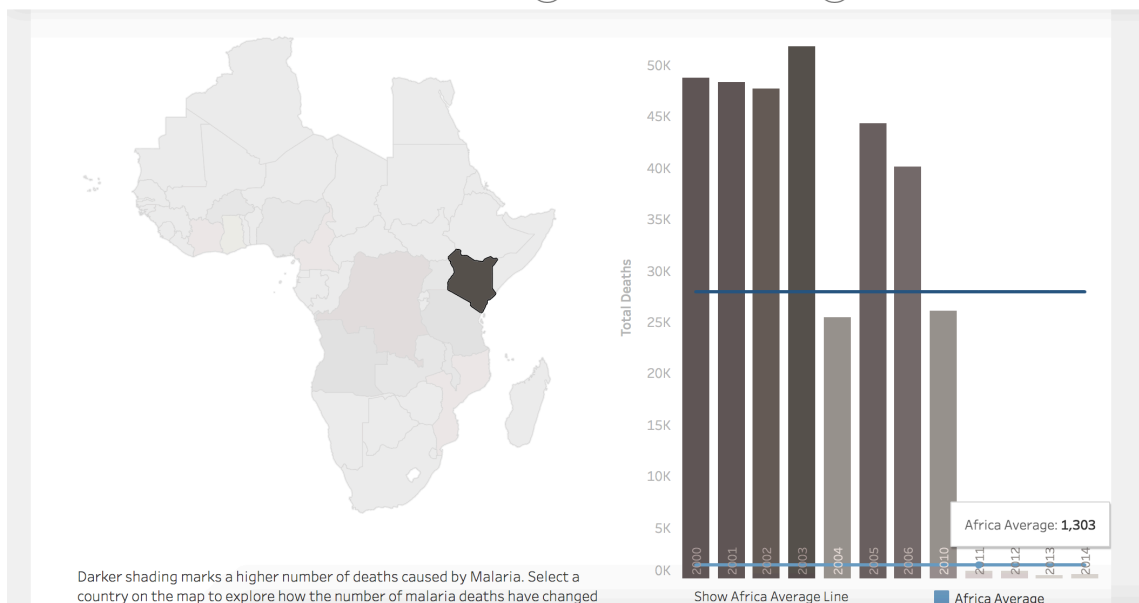 50K
45K
40K
35K
30K
25K
20K
15K
10K
5K
0K
Total Deaths
2000
2001
2002
2003
2004
2005
2006
2010
2011
2012
2013
2014
Africa Average: 1,303
Darker shading marks a higher number of deaths caused by Malaria. Select a
country on the map to explore how the number of malaria deaths have changed
Show Africa Average Line
Africa Average